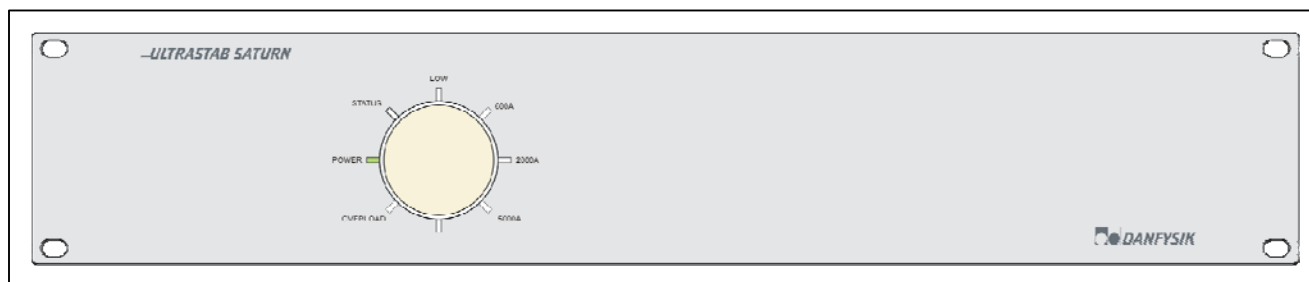 ULTRASTAB SATURN
LOW
STATUS
600A
POWER
2000A
OVERLOAD
5000A
DANFYSIK